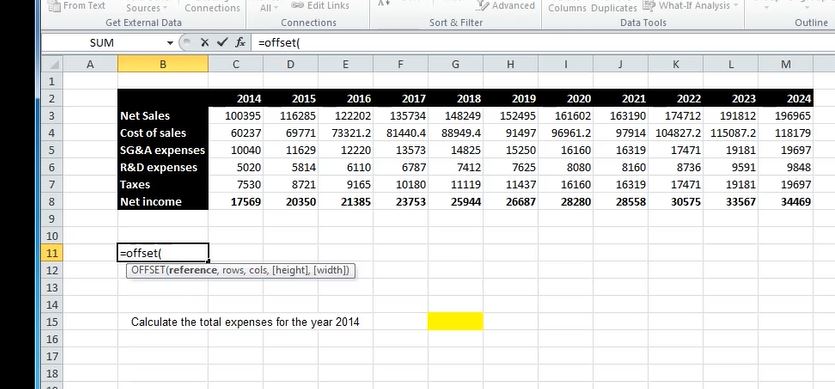 From Text Sources Connections All Edit Links Advanced Columns Duplicates What-If Analysis
Get External Data Connections Sort & Filter Data Tools Outline
SUM fx =offset(
A B C D E F G H I J K L M
1
2 2014 2015 2016 2017 2018 2019 2020 2021 2022 2023 2024
3 Net Sales 100395 116285 122202 135734 148249 152495 161602 163190 174712 191812 196965
4 Cost of sales 60237 69771 73321.2 81440.4 88949.4 91497 96961.2 97914 104827.2 115087.2 118179
5 SG&A expenses 10040 11629 12220 13573 14825 15250 16160 16319 17471 19181 19697
6 R&D expenses 5020 5814 6110 6787 7412 7625 8080 8160 8736 9591 9848
7 Taxes 7530 8721 9165 10180 11119 11437 16160 16319 17471 19181 19697
8 Net income 17569 20350 21385 23753 25944 26687 28280 28558 30575 33567 34469
9
10
11 =offset(
12 OFFSET(reference, rows, cols, [height], [width])
13
14
15 Calculate the total expenses for the year 2014
16
17
18